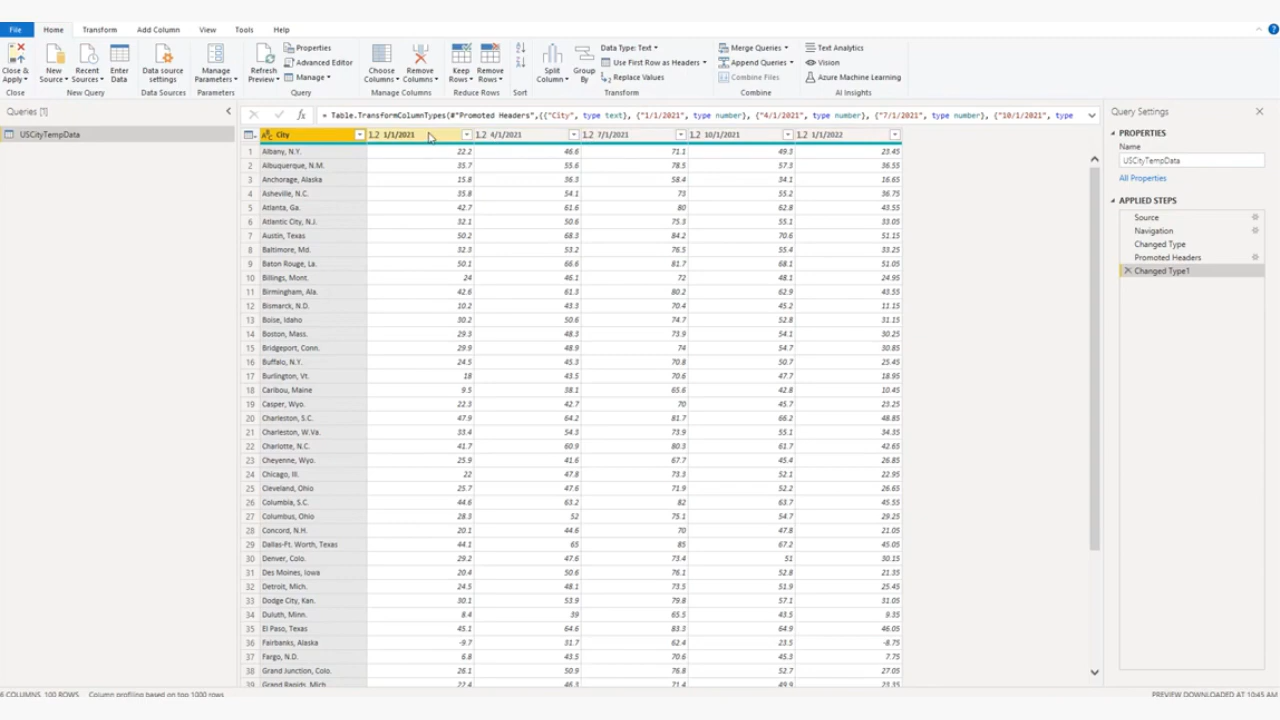 File Home Transform Add Column View Tools Help
Close & Apply New Source Recent Sources Enter Data Data source settings Manage Parameters Refresh Preview Properties Advanced Editor Manage Choose Columns Remove Columns Keep Rows Remove Rows Split Column Group By Data Type: Text Use First Row as Headers Replace Values Merge Queries Append Queries Combine Files Text Analytics Vision Azure Machine Learning
Close New Query Data Sources Parameters Query Manage Columns Reduce Rows Sort Transform Combine AI Insights
Queries [1]
USCityTempData
= Table.TransformColumnTypes(#"Promoted Headers",{{"City", type text}, {"1/1/2021", type number}, {"4/1/2021", type number}, {"7/1/2021", type number}, {"10/1/2021", type
City 1.2 1/1/2021 1.2 4/1/2021 1.2 7/1/2021 1.2 10/1/2021 1.2 1/1/2022
1 Albany, N.Y. 22.2 46.6 71.1 49.3 23.45
2 Albuquerque, N.M. 35.7 55.6 78.5 57.3 36.55
3 Anchorage, Alaska 15.8 36.3 58.4 34.1 16.65
4 Asheville, N.C. 35.8 54.1 73 55.2 36.75
5 Atlanta, Ga. 42.7 61.6 80 62.8 43.55
6 Atlantic City, N.J. 32.1 50.6 75.3 55.1 33.05
7 Austin, Texas 50.2 68.3 84.2 70.6 51.15
8 Baltimore, Md. 32.3 53.2 76.5 55.4 33.25
9 Baton Rouge, La. 50.1 66.6 81.7 68.1 51.05
10 Billings, Mont. 24 46.1 72 48.1 24.95
11 Birmingham, Ala. 42.6 61.3 80.2 62.9 43.55
12 Bismarck, N.D. 10.2 43.3 70.4 45.2 11.15
13 Boise, Idaho 30.2 50.6 74.7 52.8 31.15
14 Boston, Mass. 29.3 48.3 73.9 54.1 30.25
15 Bridgeport, Conn. 29.9 48.9 74 54.7 30.85
16 Buffalo, N.Y. 24.5 45.3 70.8 50.7 25.45
17 Burlington, Vt. 18 43.5 70.6 47.7 18.95
18 Caribou, Maine 9.5 38.1 65.6 42.8 10.45
19 Casper, Wyo. 22.3 42.7 70 45.7 23.25
20 Charleston, S.C. 47.9 64.2 81.7 66.2 48.85
21 Charleston, W.Va. 33.4 54.3 73.9 55.1 34.35
22 Charlotte, N.C. 41.7 60.9 80.3 61.7 42.65
23 Cheyenne, Wyo. 25.9 41.6 67.7 45.4 26.85
24 Chicago, Ill. 22 47.8 73.3 52.1 22.95
25 Cleveland, Ohio 25.7 47.6 71.9 52.2 26.65
26 Columbia, S.C. 44.6 63.2 82 63.7 45.55
27 Columbus, Ohio 28.3 52 75.1 54.7 29.25
28 Concord, N.H. 20.1 44.6 70 47.8 21.05
29 Dallas-Ft. Worth, Texas 44.1 65 85 67.2 45.05
30 Denver, Colo. 29.2 47.6 73.4 51 30.15
31 Des Moines, Iowa 20.4 50.6 76.1 52.8 21.35
32 Detroit, Mich. 24.5 48.1 73.5 51.9 25.45
33 Dodge City, Kan. 30.1 53.9 79.8 57.1 31.05
34 Duluth, Minn. 8.4 39 65.5 43.5 9.35
35 El Paso, Texas 45.1 64.6 83.3 64.9 46.05
36 Fairbanks, Alaska -9.7 31.7 62.4 23.5 -8.75
37 Fargo, N.D. 6.8 43.5 70.6 45.3 7.75
38 Grand Junction, Colo. 26.1 50.9 76.8 52.7 27.05
39 Grand Rapids, Mich. 22.4 46.3 71.4 49.9 23.35
Query Settings
PROPERTIES
Name
USCityTempData
All Properties
APPLIED STEPS
Source
Navigation
Changed Type
Promoted Headers
Changed Type1
6 COLUMNS, 100 ROWS Column profiling based on top 1000 rows PREVIEW DOWNLOADED AT 10:45 AM